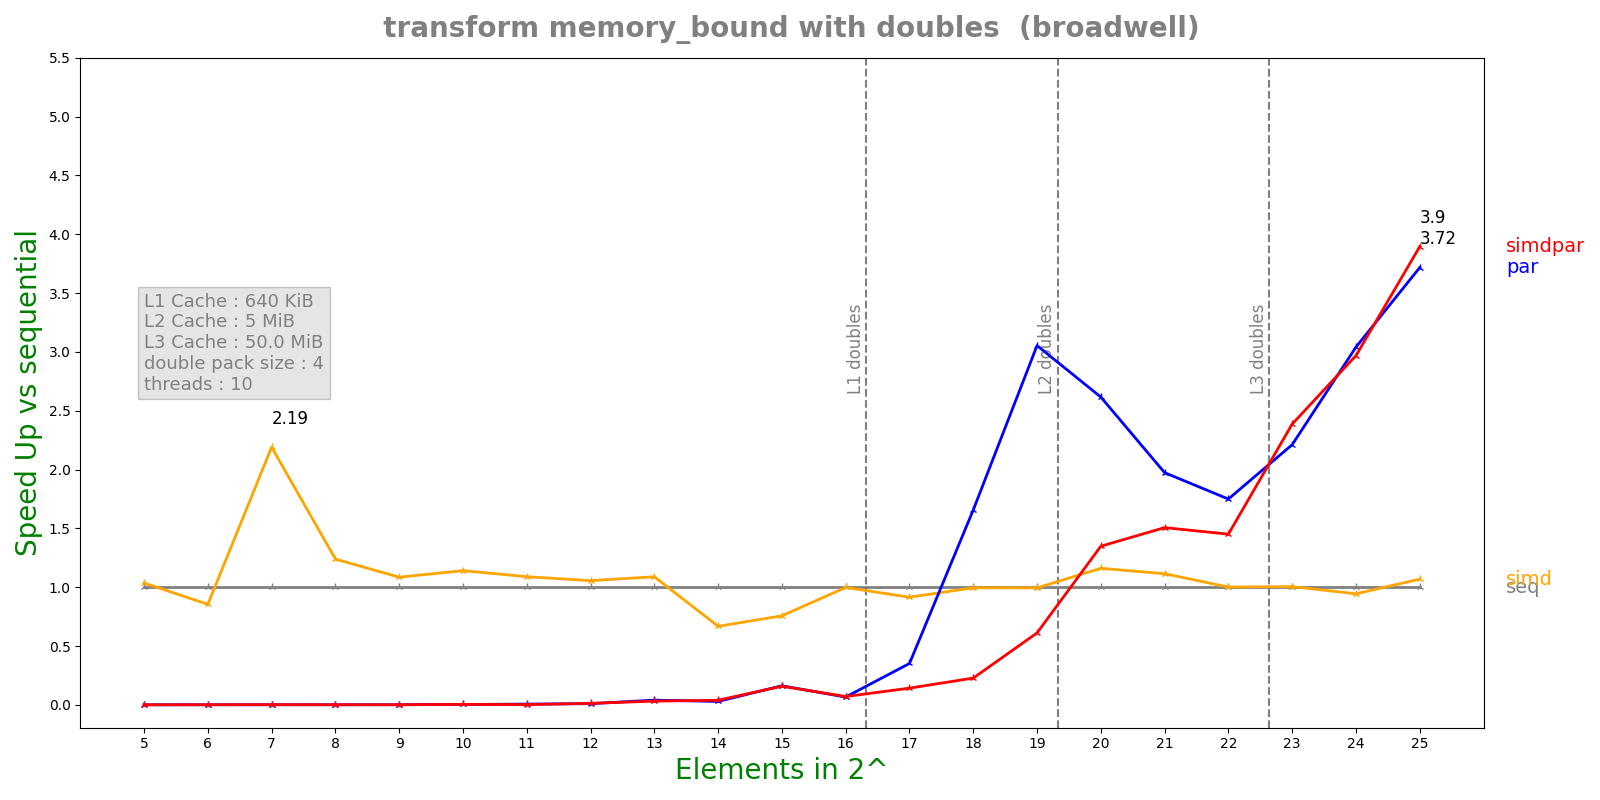 transform memory_bound with doubles (broadwell)
Speed Up vs sequential
5.5
5.0
4.5
4.0
3.5
3.0
2.5
2.0
1.5
1.0
0.5
0.0
L1 Cache : 640 KiB
L2 Cache : 5 MiB
L3 Cache : 50.0 MiB
double pack size : 4
threads : 10
2.19
L1 doubles
L2 doubles
L3 doubles
3.9
3.72
simdpar
par
simd
seq
5 6 7 8 9 10 11 12 13 14 15 16 17 18 19 20 21 22 23 24 25
Elements in 2^